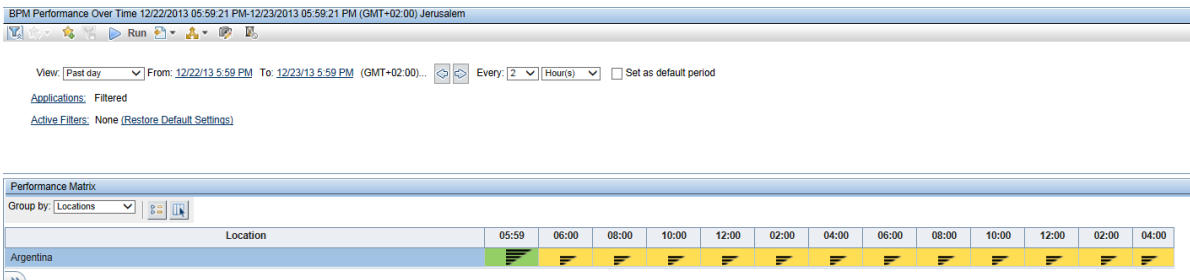 BPM Performance Over Time 12/22/2013 05:59:21 PM-12/23/2013 05:59:21 PM (GMT+02:00) Jerusalem
Run
View: Past day From: 12/22/13 5:59 PM To: 12/23/13 5:59 PM (GMT+02:00)... Every: 2 Hour(s) Set as default period
Applications: Filtered
Active Filters: None (Restore Default Settings)
Performance Matrix
Group by: Locations
Location 05:59 06:00 08:00 10:00 12:00 02:00 04:00 06:00 08:00 10:00 12:00 02:00 04:00
Argentina